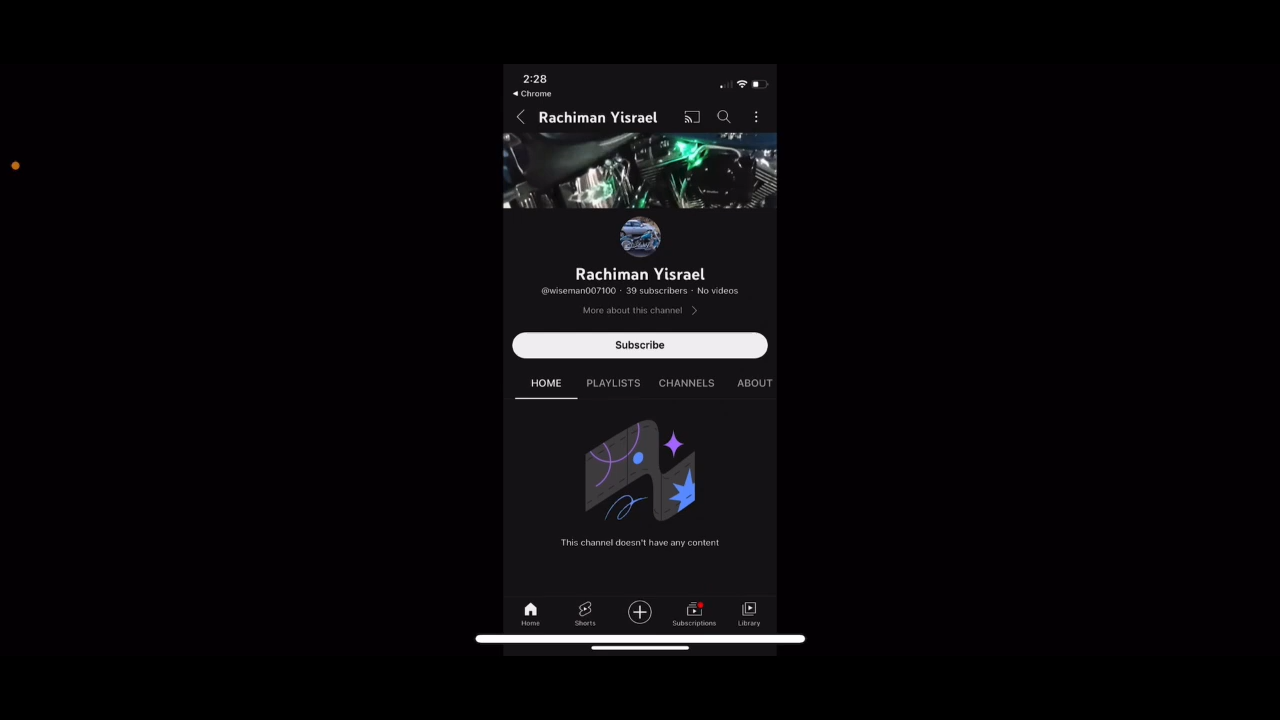 2:28
◀ Chrome
Rachiman Yisrael
Rachiman Yisrael
@wiseman007100 · 39 subscribers · No videos
More about this channel
Subscribe
HOME PLAYLISTS CHANNELS ABOUT
This channel doesn't have any content
Home Shorts Subscriptions Library